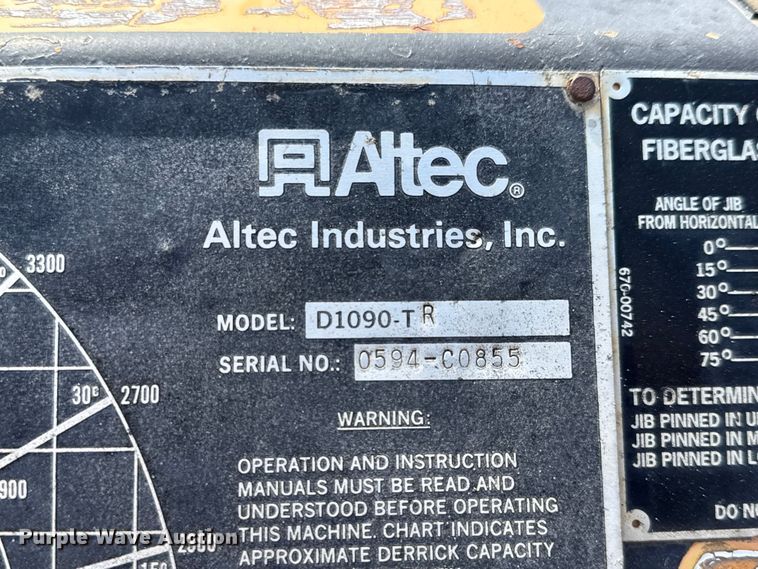 Altec®
Altec Industries, Inc.
MODEL: D1090-TR
SERIAL NO.: 0594-C0855
WARNING:
OPERATION AND INSTRUCTION
MANUALS MUST BE READ AND
UNDERSTOOD BEFORE OPERATING
THIS MACHINE. CHART INDICATES
APPROXIMATE DERRICK CAPACITY
3300
30° 2700
900
15°
CAPACITY
FIBERGLA
ANGLE OF JIB
FROM HORIZONTAL
0°
15°
30°
45°
60°
75°
670-00742
TO DETERMIN
JIB PINNED IN
JIB PINNED IN M
JIB PINNED IN L
DO NO
Purple Wave Auction